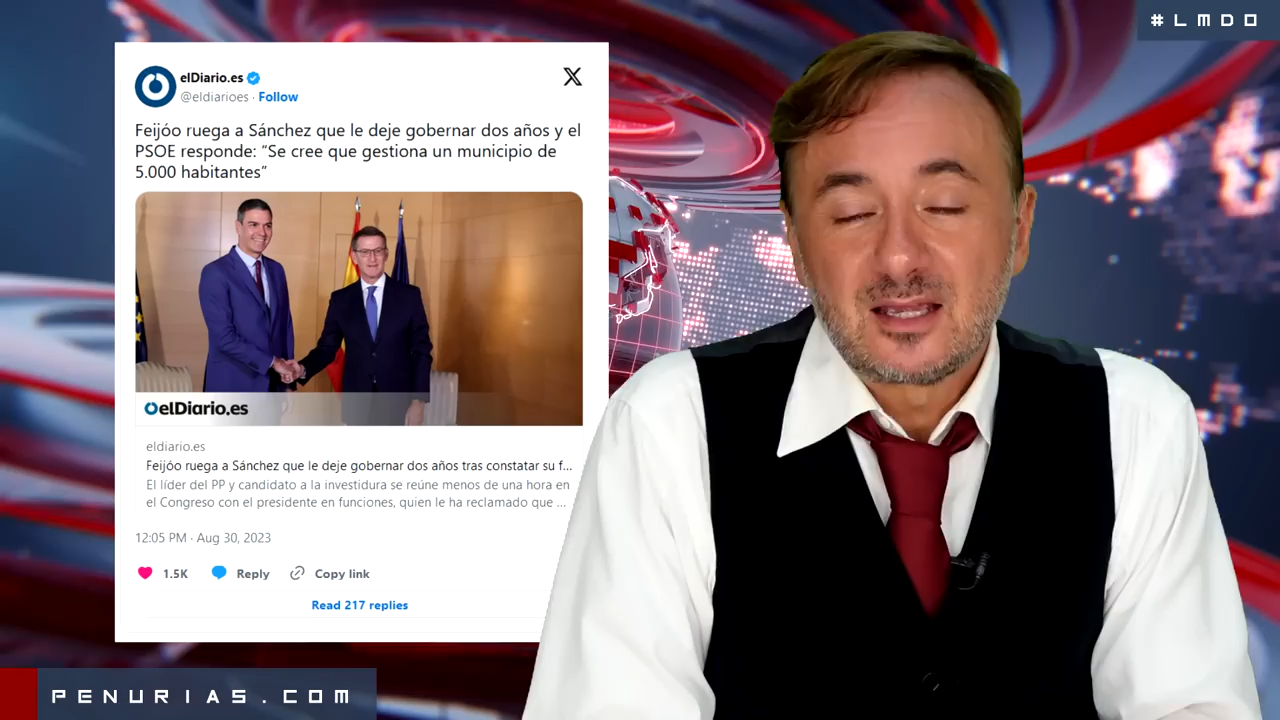 #LMDO
elDiario.es
@eldiarioes · Follow
Feijóo ruega a Sánchez que le deje gobernar dos años y el
PSOE responde: “Se cree que gestiona un municipio de
5.000 habitantes”
elDiario.es
eldiario.es
Feijóo ruega a Sánchez que le deje gobernar dos años tras constatar su f...
El líder del PP y candidato a la investidura se reúne menos de una hora en
el Congreso con el presidente en funciones, quien le ha reclamado que ...
12:05 PM · Aug 30, 2023
1.5K Reply Copy link
Read 217 replies
PENURIAS.COM